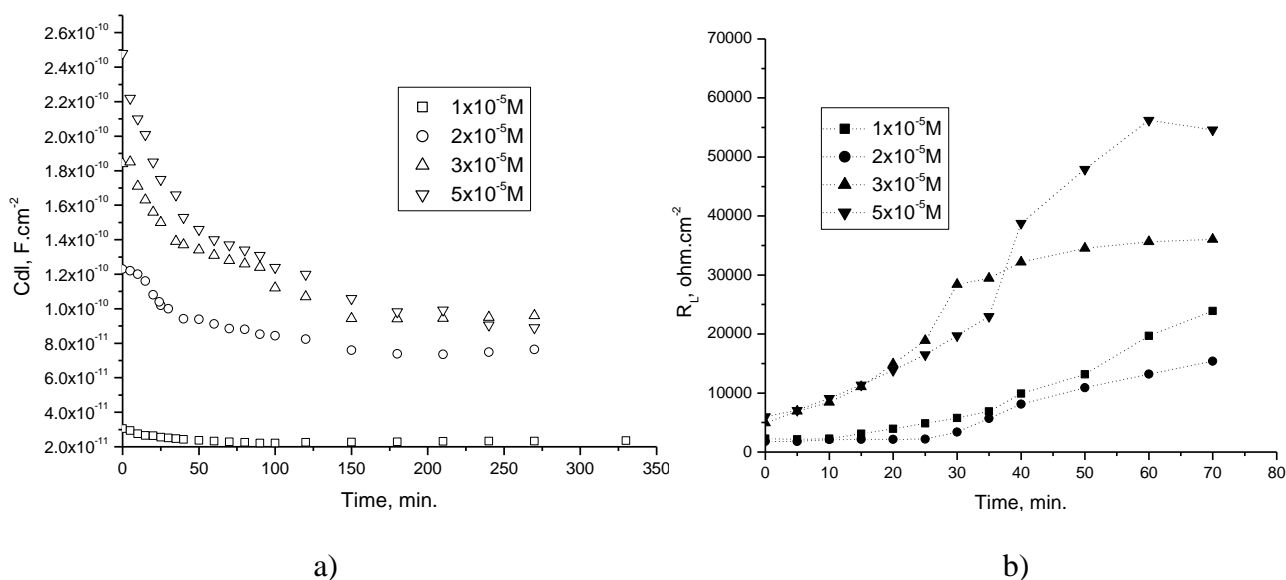 2.6x10⁻¹⁰
2.4x10⁻¹⁰
2.2x10⁻¹⁰
2.0x10⁻¹⁰
1.8x10⁻¹⁰
1.6x10⁻¹⁰
1.4x10⁻¹⁰
1.2x10⁻¹⁰
1.0x10⁻¹⁰
8.0x10⁻¹¹
6.0x10⁻¹¹
4.0x10⁻¹¹
2.0x10⁻¹¹
Cdl, F.cm⁻²
1x10⁻⁵M
2x10⁻⁵M
3x10⁻⁵M
5x10⁻⁵M
0 50 100 150 200 250 300 350
Time, min.
a)
70000
60000
50000
40000
30000
20000
10000
0
R_L, ohm.cm⁻²
1x10⁻⁵M
2x10⁻⁵M
3x10⁻⁵M
5x10⁻⁵M
0 10 20 30 40 50 60 70 80
Time, min.
b)